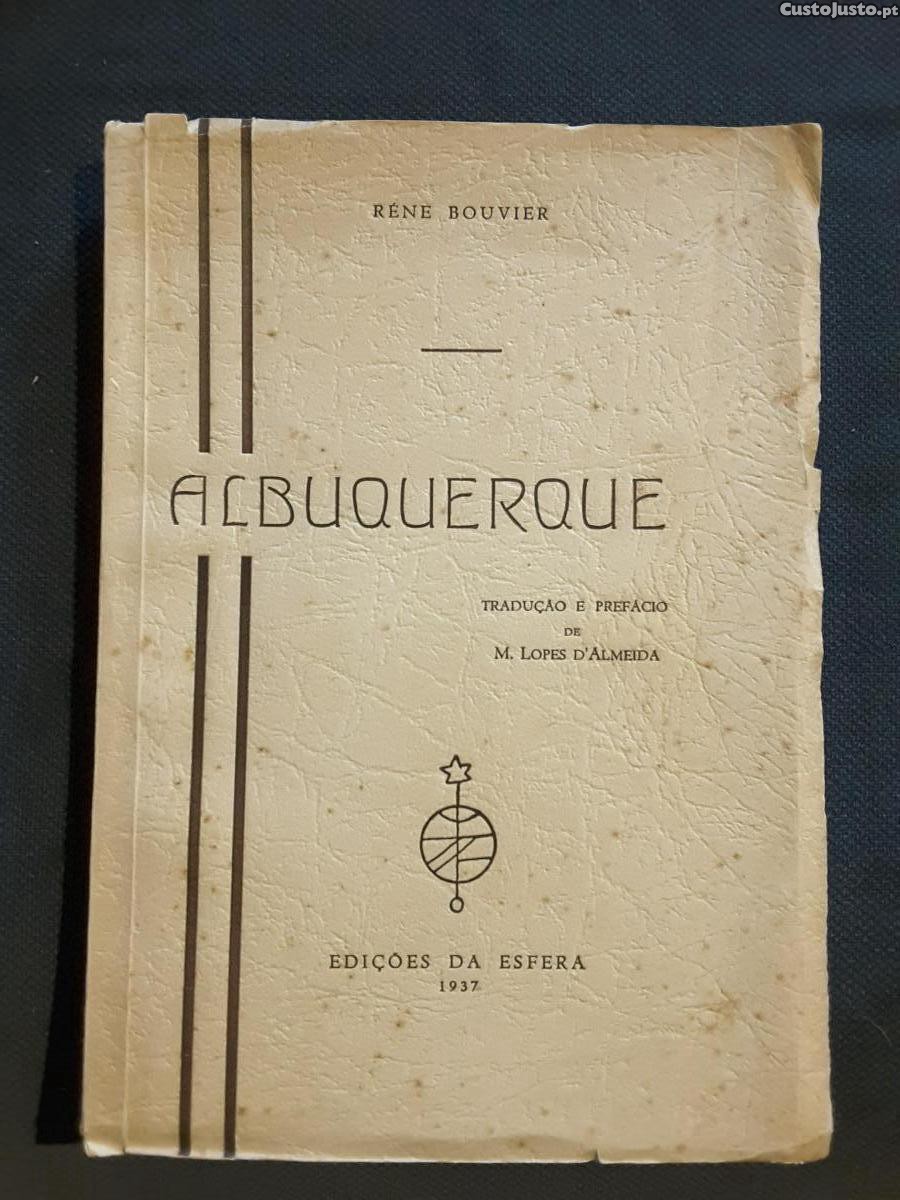 CustoJusto.pt
RÉNE BOUVIER
ALBUQUERQUE
TRADUÇÃO E PREFÁCIO
DE
M. LOPES D'ALMEIDA
EDIÇÕES DA ESFERA
1937